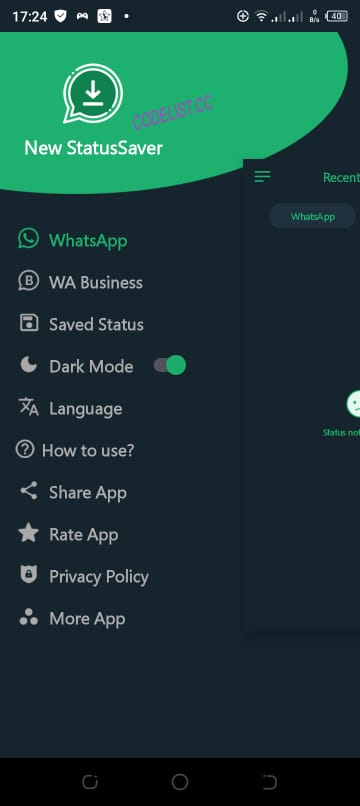 17:24
0
B/s
40
CODELIST.CC
New StatusSaver
Recent
WhatsApp
WhatsApp
B WA Business
Saved Status
Dark Mode
Language
How to use?
Status not
Share App
Rate App
Privacy Policy
More App